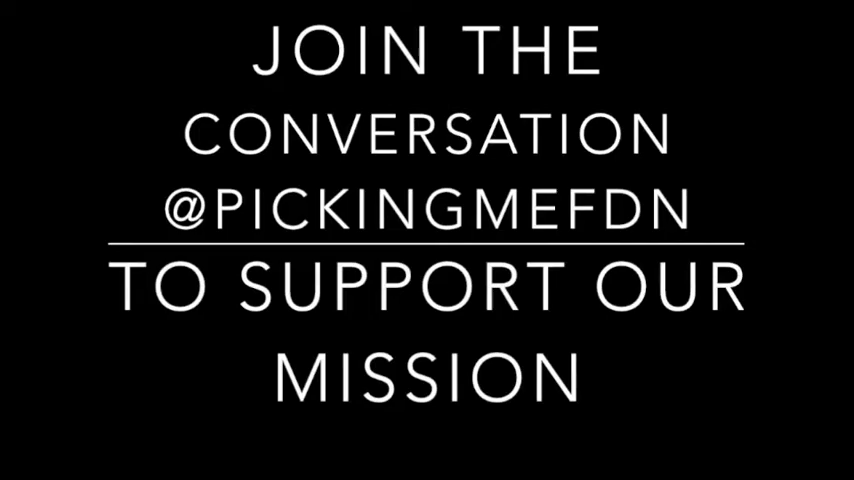 JOIN THE
CONVERSATION
@PICKINGMEFDN
TO SUPPORT OUR
MISSION